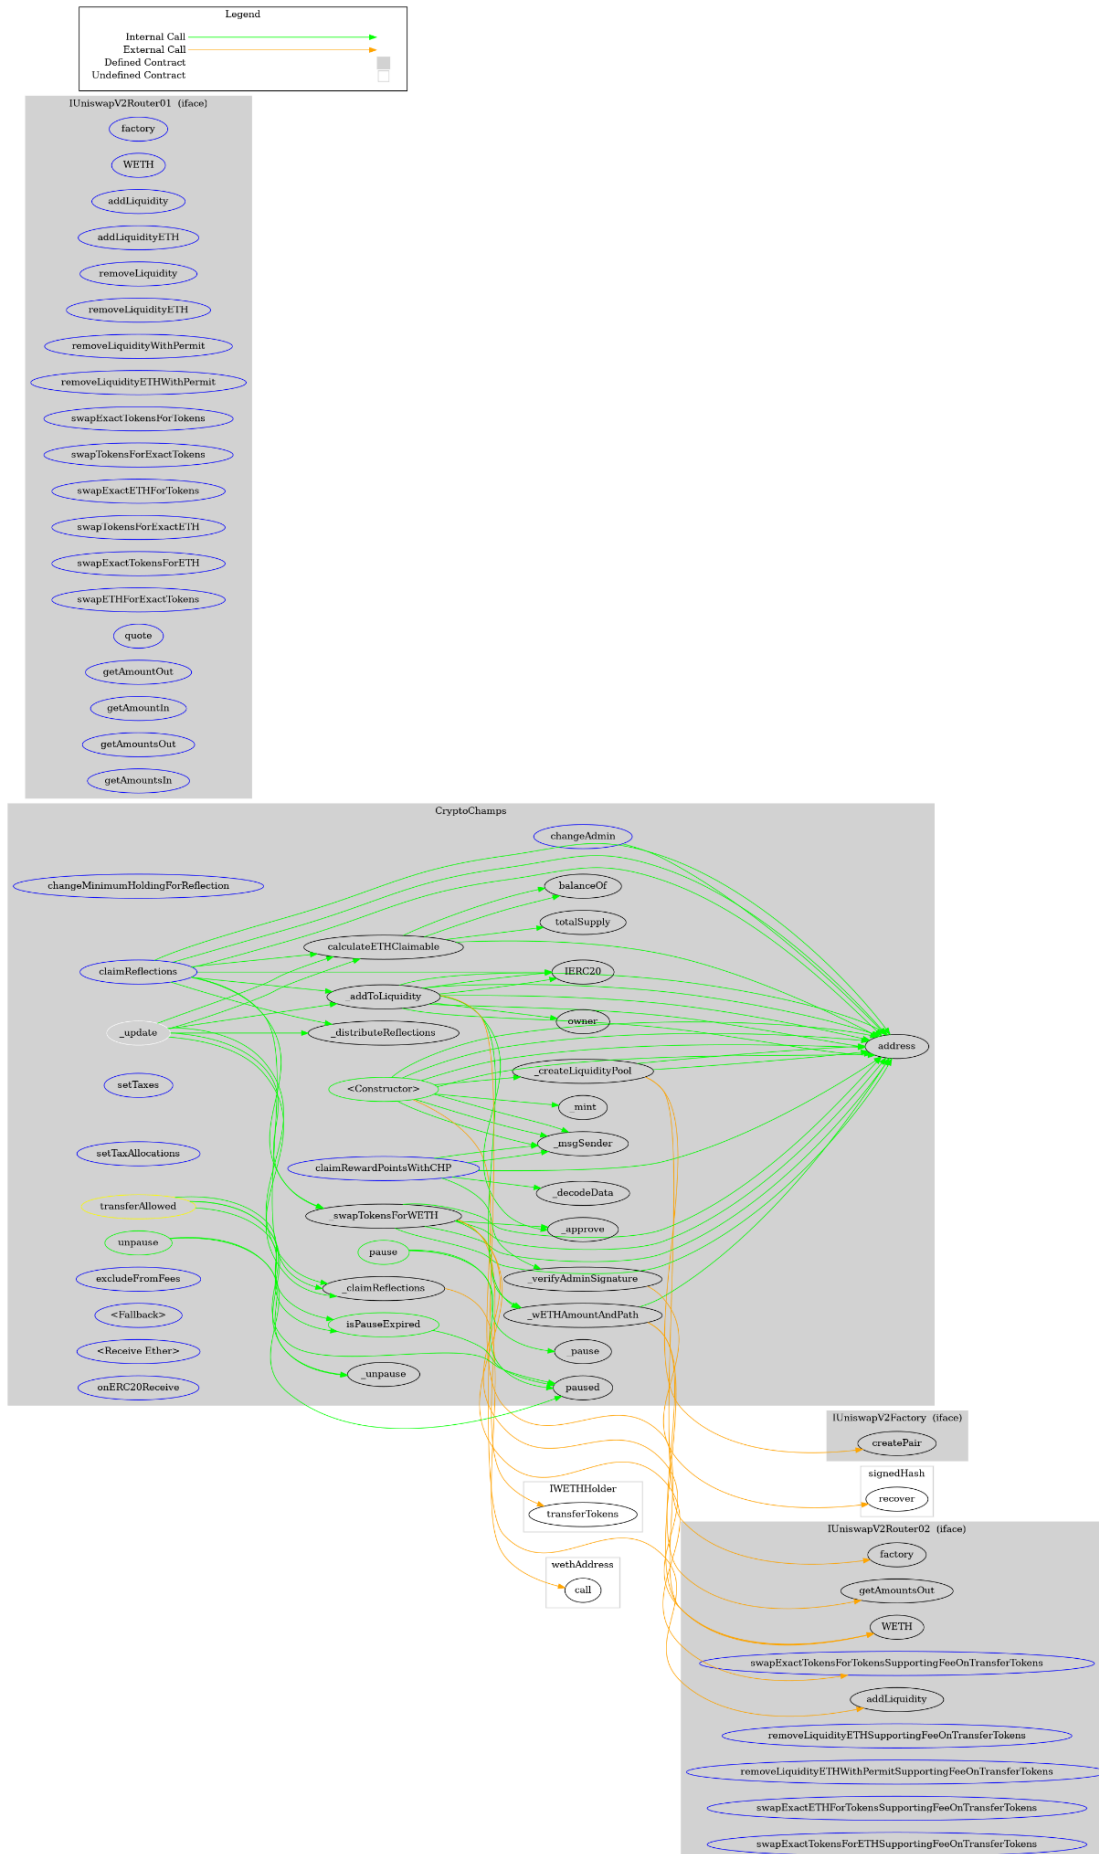 Legend
Internal Call
External Call
Defined Contract
Undefined Contract
IUniswapV2Router01 (iface)
factory
WETH
addLiquidity
addLiquidityETH
removeLiquidity
removeLiquidityETH
removeLiquidityWithPermit
removeLiquidityETHWithPermit
swapExactTokensForTokens
swapTokensForExactTokens
swapExactETHForTokens
swapTokensForExactETH
swapExactTokensForETH
swapETHForExactTokens
quote
getAmountOut
getAmountIn
getAmountsOut
getAmountsIn
CryptoChamps
changeAdmin
changeMinimumHoldingForReflection
balanceOf
totalSupply
calculateETHClaimable
claimReflections
IERC20
_addToLiquidity
owner
_update
_distributeReflections
address
_createLiquidityPool
setTaxes
<Constructor>
_mint
_msgSender
setTaxAllocations
claimRewardPointsWithCHP
_decodeData
transferAllowed
_swapTokensForWETH
_approve
unpause
pause
_verifyAdminSignature
excludeFromFees
_claimReflections
<Fallback>
_wETHAmountAndPath
isPauseExpired
<Receive Ether>
_pause
_unpause
onERC20Receive
paused
IUniswapV2Factory (iface)
createPair
signedHash
recover
IWETHHolder
transferTokens
IUniswapV2Router02 (iface)
factory
wethAddress
call
getAmountsOut
WETH
swapExactTokensForTokensSupportingFeeOnTransferTokens
addLiquidity
removeLiquidityETHSupportingFeeOnTransferTokens
removeLiquidityETHWithPermitSupportingFeeOnTransferTokens
swapExactETHForTokensSupportingFeeOnTransferTokens
swapExactTokensForETHSupportingFeeOnTransferTokens